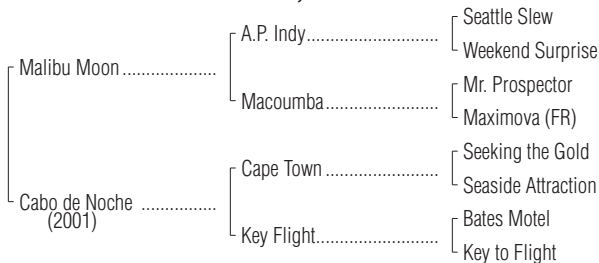 Seattle Slew
A.P. Indy..............................
Weekend Surprise
Malibu Moon .....................
Mr. Prospector
Macoumba..........................
Maximova (FR)
Seeking the Gold
Cape Town .........................
Seaside Attraction
Cabo de Noche .................
(2001)
Bates Motel
Key Flight............................
Key to Flight